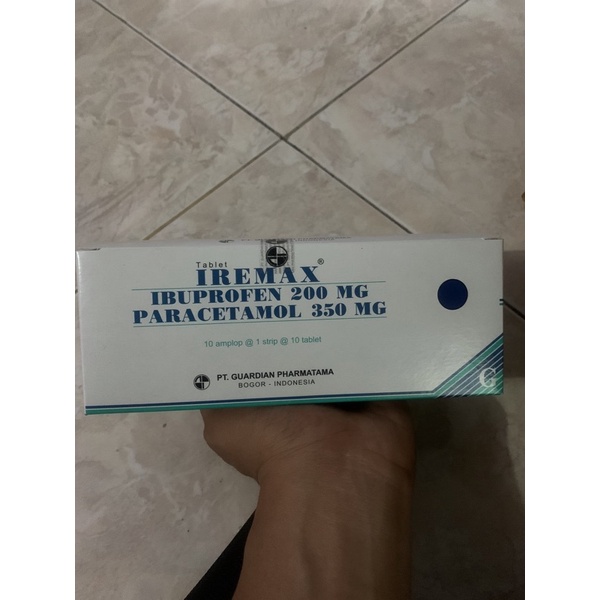 Tablet
IREMAX®
IBUPROFEN 200 MG
PARACETAMOL 350 MG
10 amplop @ 1 strip @ 10 tablet
PT. GUARDIAN PHARMATAMA
BOGOR - INDONESIA
G